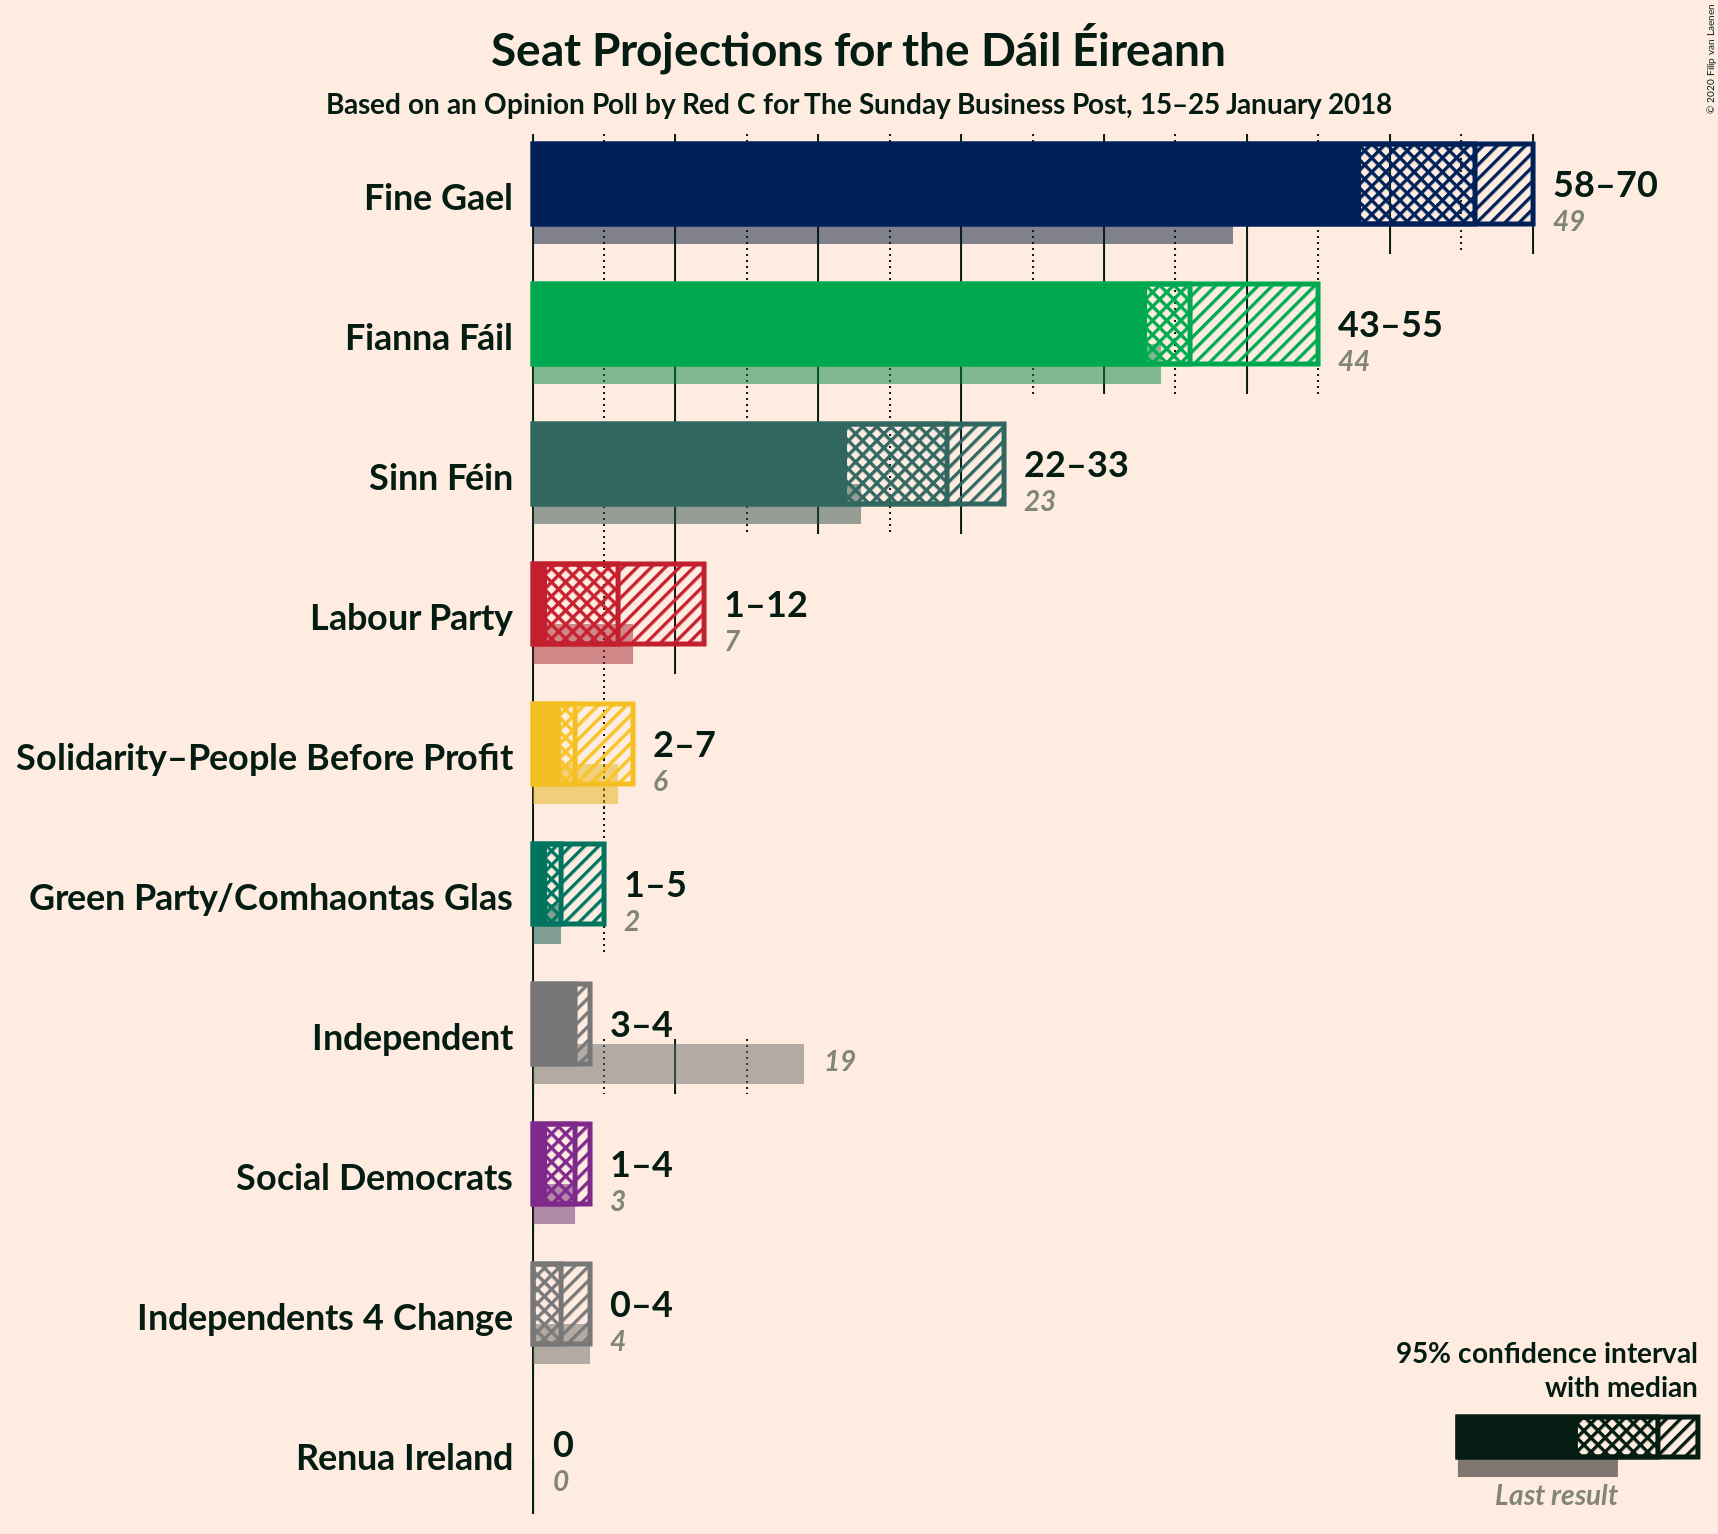 Seat Projections for the Dáil Éireann
Based on an Opinion Poll by Red C for The Sunday Business Post, 15–25 January 2018
© 2020 Filip van Laenen
Fine Gael
58–70
49
Fianna Fáil
43–55
44
Sinn Féin
22–33
23
Labour Party
1–12
7
Solidarity–People Before Profit
2–7
6
Green Party/Comhaontas Glas
1–5
2
Independent
3–4
19
Social Democrats
1–4
3
Independents 4 Change
0–4
4
Renua Ireland
0
0
95% confidence interval
with median
Last result